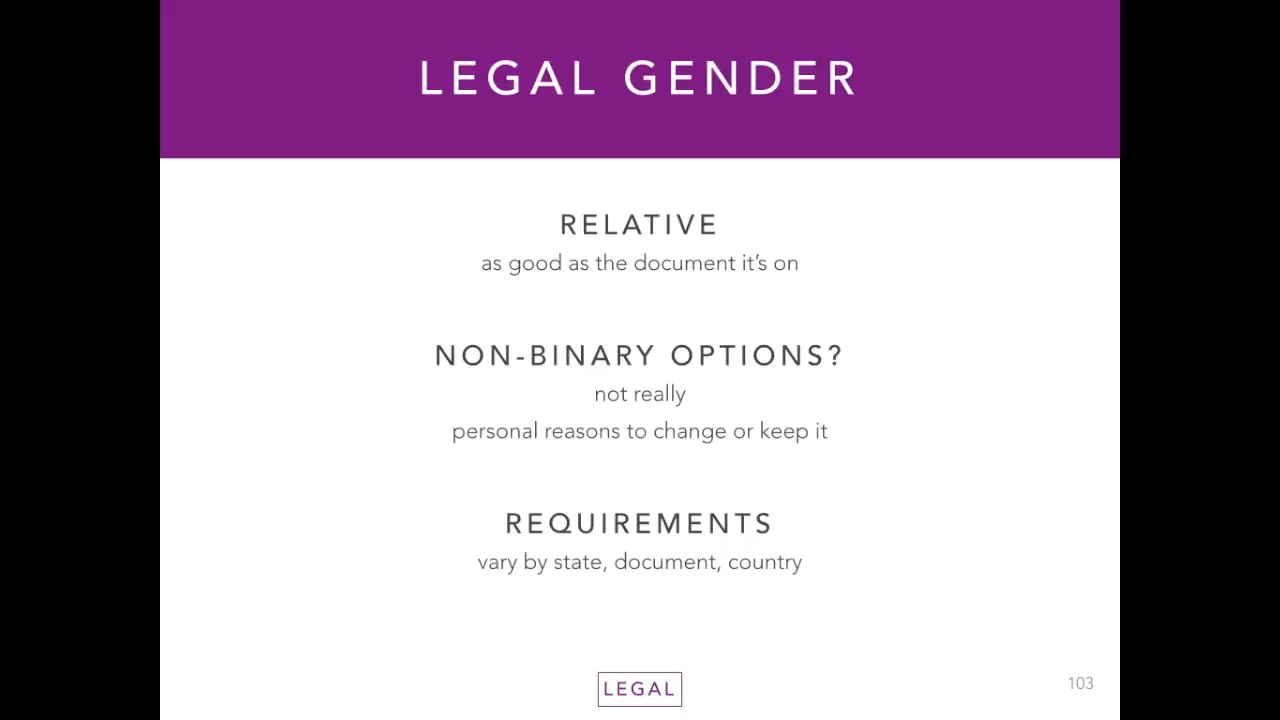 LEGAL GENDER
RELATIVE
as good as the document it's on
NON-BINARY OPTIONS?
not really
personal reasons to change or keep it
REQUIREMENTS
vary by state, document, country
LEGAL
103